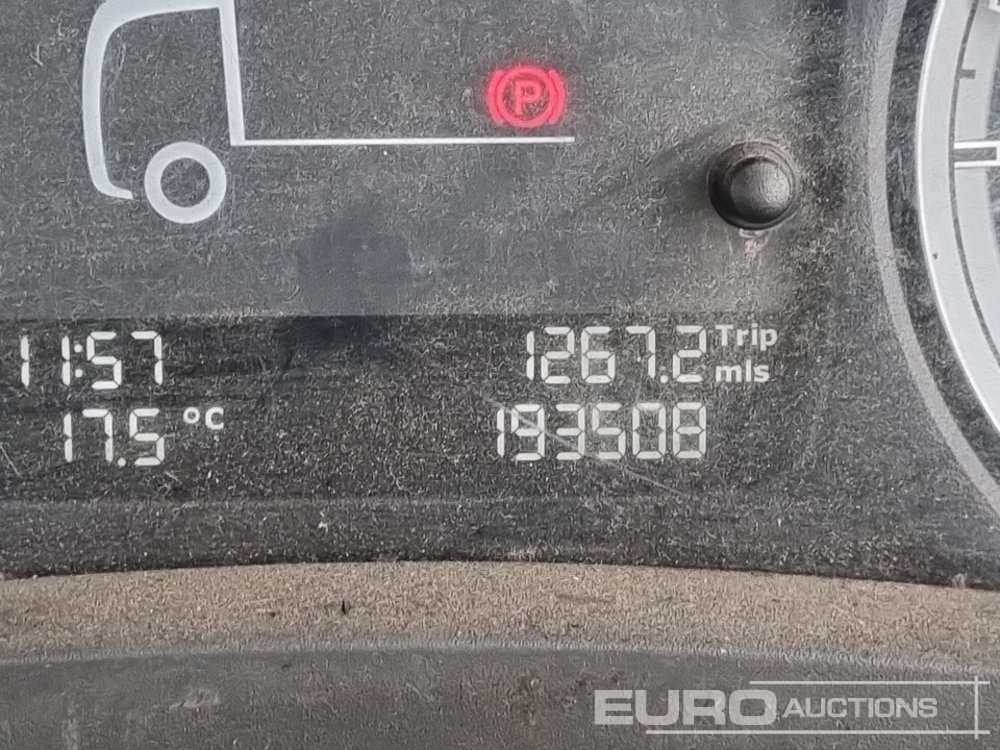 P
11:57 1267.2 Trip mls
17.5 °C 193508
EURO AUCTIONS